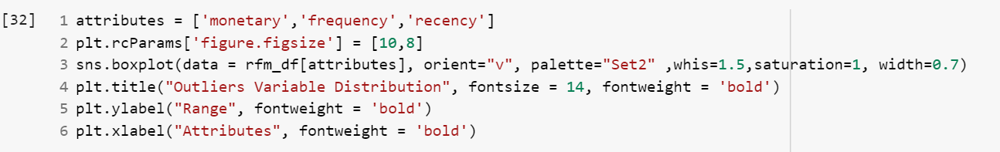 [32] 1 attributes = ['monetary','frequency','recency']
2 plt.rcParams['figure.figsize'] = [10,8]
3 sns.boxplot(data = rfm_df[attributes], orient="v", palette="Set2" ,whis=1.5,saturation=1, width=0.7)
4 plt.title("Outliers Variable Distribution", fontsize = 14, fontweight = 'bold')
5 plt.ylabel("Range", fontweight = 'bold')
6 plt.xlabel("Attributes", fontweight = 'bold')